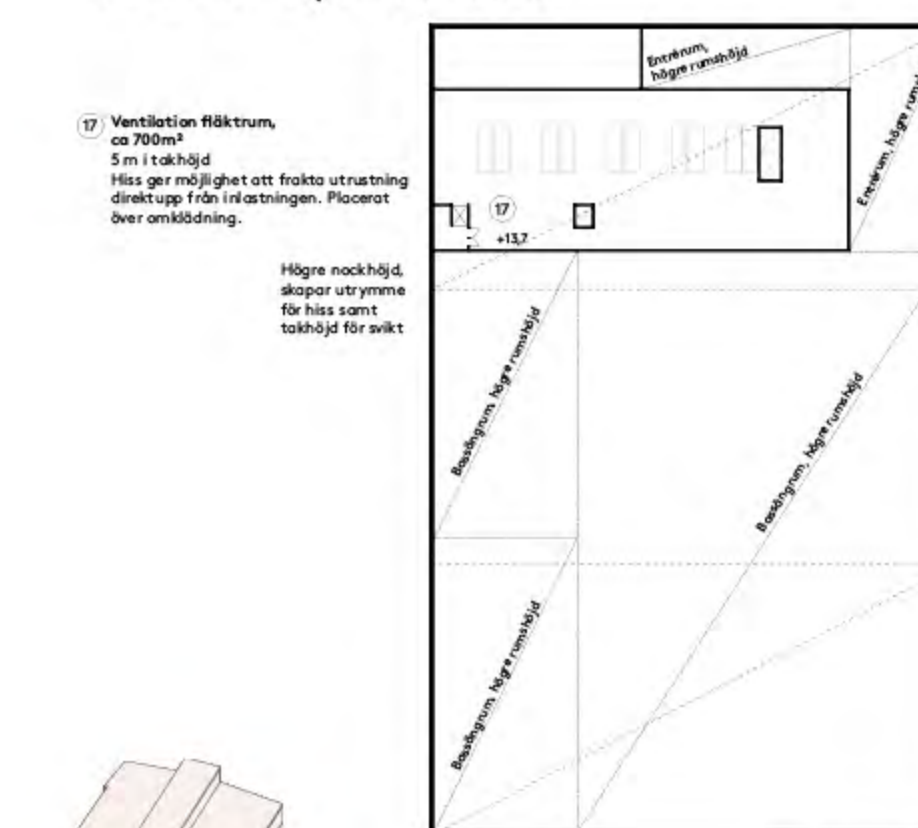 17 Ventilation fläktrum,
ca 700m²
5 m i takhöjd
Hiss ger möjlighet att frakta utrustning
direkt upp från inlastningen. Placerat
över omklädning.
Högre nockhöjd,
skapar utrymme
för hiss samt
takhöjd för svikt
Entrérum,
högre rumshöjd
Entrérum, högre
17
+13,7
Bassängrum, högre rumshöjd
Bassängrum, högre rumshöjd
Bassängrum, högre rumshöjd